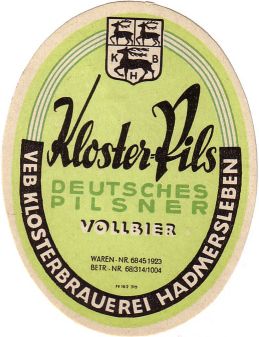 K B
H
Kloster-Pils
DEUTSCHES
PILSNER
VOLLBIER
WAREN-NR. 68451923
BETR.-NR. 68/314/1004
VEB KLOSTERBRAUEREI HADMERSLEBEN